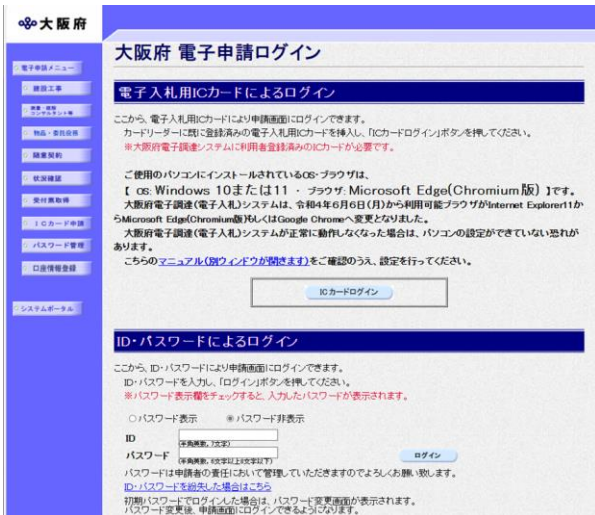 大阪府
電子申請メニュー
建設工事
測量・建設
コンサルタント等
物品・委託役務
随意契約
状況確認
受付票取得
ICカード申請
パスワード管理
口座情報登録
システムポータル
大阪府 電子申請ログイン
電子入札用ICカードによるログイン
ここから、電子入札用ICカードにより申請画面にログインできます。
カードリーダーに既に登録済みの電子入札用ICカードを挿入し、「ICカードログイン」ボタンを押してください。
※大阪府電子調達システムに利用者登録済みのICカードが必要です。
ご使用のパソコンにインストールされているOS・ブラウザは、
【 OS: Windows 10または11 ・ ブラウザ: Microsoft Edge(Chromium版) 】です。
大阪府電子調達(電子入札)システムは、令和4年6月6日(月)から利用可能ブラウザがInternet Explorer11か
らMicrosoft Edge(Chromium版)もしくはGoogle Chromeへ変更となりました。
大阪府電子調達(電子入札)システムが正常に動作しなくなった場合は、パソコンの設定ができていない恐れが
あります。
こちらのマニュアル(別ウィンドウが開きます)をご確認のうえ、設定を行ってください。
ICカードログイン
ID・パスワードによるログイン
ここから、ID・パスワードにより申請画面にログインできます。
ID・パスワードを入力し、「ログイン」ボタンを押してください。
※パスワード表示欄をチェックすると、入力したパスワードが表示されます。
パスワード表示 パスワード非表示
ID
(半角英数, 7文字)
パスワード
(半角英数, 6文字以上8文字以下)
ログイン
パスワードは申請者の責任において管理していただきますのでよろしくお願い致します。
ID・パスワードを紛失した場合はこちら
初期パスワードでログインした場合は、パスワード変更画面が表示されます。
パスワード変更後、申請画面にログインできるようになります。